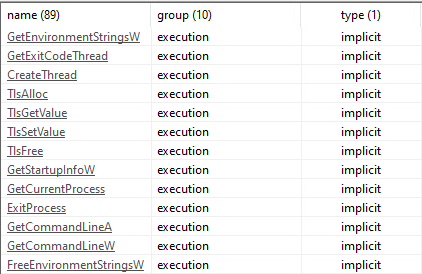 name (89) group (10) type (1)
GetEnvironmentStringsW execution implicit
GetExitCodeThread execution implicit
CreateThread execution implicit
TlsAlloc execution implicit
TlsGetValue execution implicit
TlsSetValue execution implicit
TlsFree execution implicit
GetStartupInfoW execution implicit
GetCurrentProcess execution implicit
ExitProcess execution implicit
GetCommandLineA execution implicit
GetCommandLineW execution implicit
FreeEnvironmentStringsW execution implicit